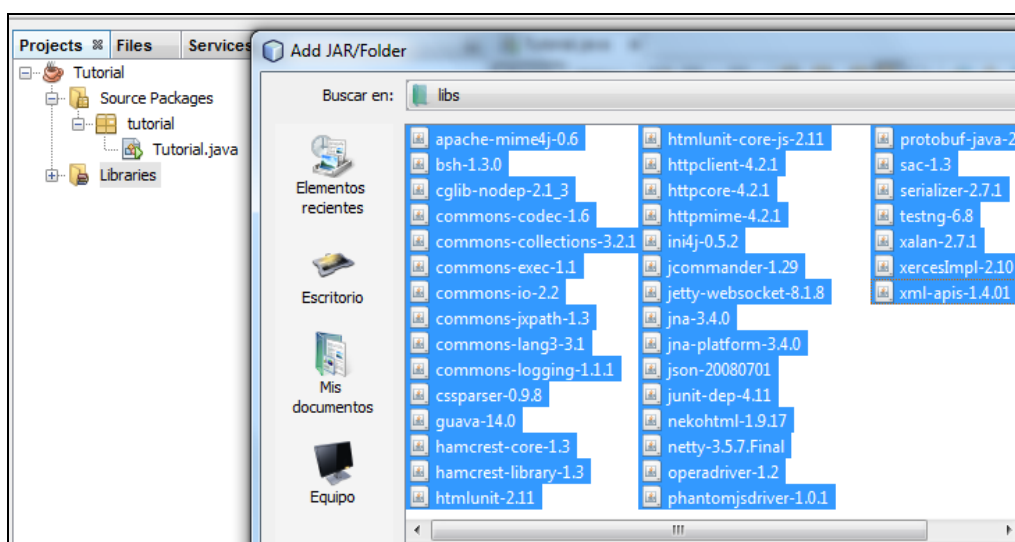 Projects Files Services
Tutorial
Source Packages
tutorial
Tutorial.java
Libraries
Add JAR/Folder
Buscar en: libs
Elementos
recientes
Escritorio
Mis
documentos
Equipo
apache-mime4j-0.6
bsh-1.3.0
cglib-nodep-2.1_3
commons-codec-1.6
commons-collections-3.2.1
commons-exec-1.1
commons-io-2.2
commons-jxpath-1.3
commons-lang3-3.1
commons-logging-1.1.1
cssparser-0.9.8
guava-14.0
hamcrest-core-1.3
hamcrest-library-1.3
htmlunit-2.11
htmlunit-core-js-2.11
httpclient-4.2.1
httpcore-4.2.1
httpmime-4.2.1
ini4j-0.5.2
jcommander-1.29
jetty-websocket-8.1.8
jna-3.4.0
jna-platform-3.4.0
json-20080701
junit-dep-4.11
nekohtml-1.9.17
netty-3.5.7.Final
operadriver-1.2
phantomjsdriver-1.0.1
protobuf-java-2
sac-1.3
serializer-2.7.1
testng-6.8
xalan-2.7.1
xercesImpl-2.10
xml-apis-1.4.01